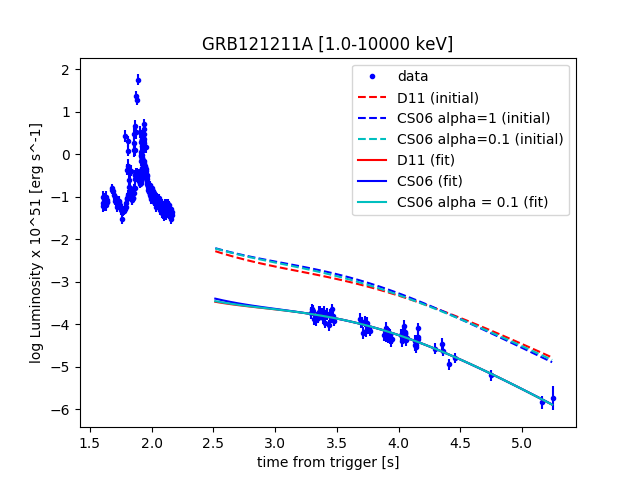 GRB121211A [1.0-10000 keV]
log Luminosity x 10^51 [erg s^-1]
2
1
0
−1
−2
−3
−4
−5
−6
data
D11 (initial)
CS06 alpha=1 (initial)
CS06 alpha=0.1 (initial)
D11 (fit)
CS06 (fit)
CS06 alpha = 0.1 (fit)
1.5 2.0 2.5 3.0 3.5 4.0 4.5 5.0
time from trigger [s]